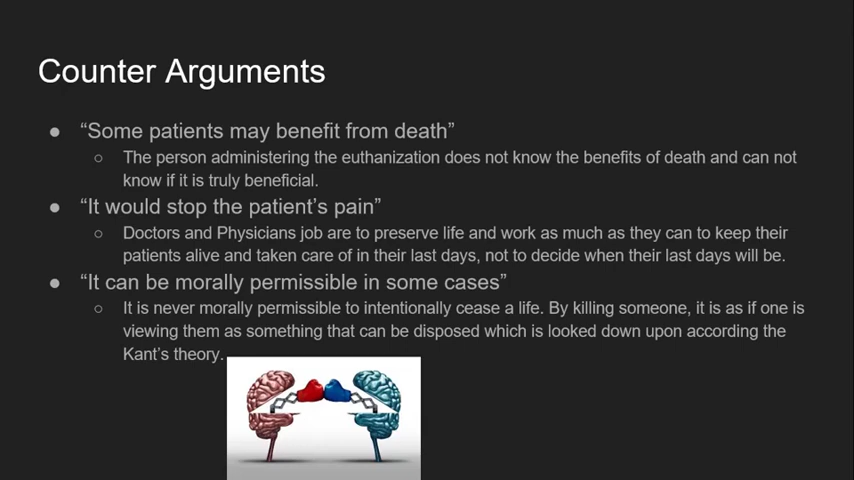 Counter Arguments
● “Some patients may benefit from death”
○ The person administering the euthanization does not know the benefits of death and can not
know if it is truly beneficial.
● “It would stop the patient’s pain”
○ Doctors and Physicians job are to preserve life and work as much as they can to keep their
patients alive and taken care of in their last days, not to decide when their last days will be.
● “It can be morally permissible in some cases”
○ It is never morally permissible to intentionally cease a life. By killing someone, it is as if one is
viewing them as something that can be disposed which is looked down upon according the
Kant’s theory.